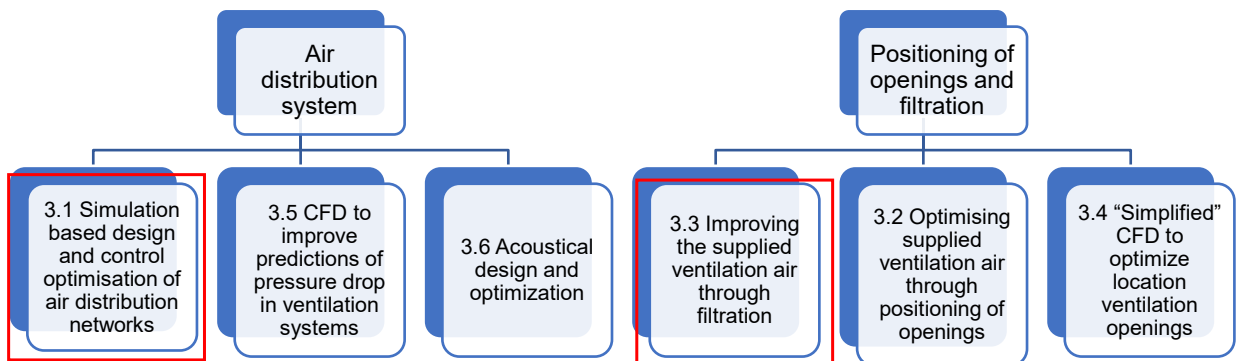 Air
distribution
system
Positioning of
openings and
filtration
3.1 Simulation
based design
and control
optimisation of
air distribution
networks
3.5 CFD to
improve
predictions of
pressure drop
in ventilation
systems
3.6 Acoustical
design and
optimization
3.3 Improving
the supplied
ventilation air
through
filtration
3.2 Optimising
supplied
ventilation air
through
positioning of
openings
3.4 “Simplified”
CFD to
optimize
location
ventilation
openings